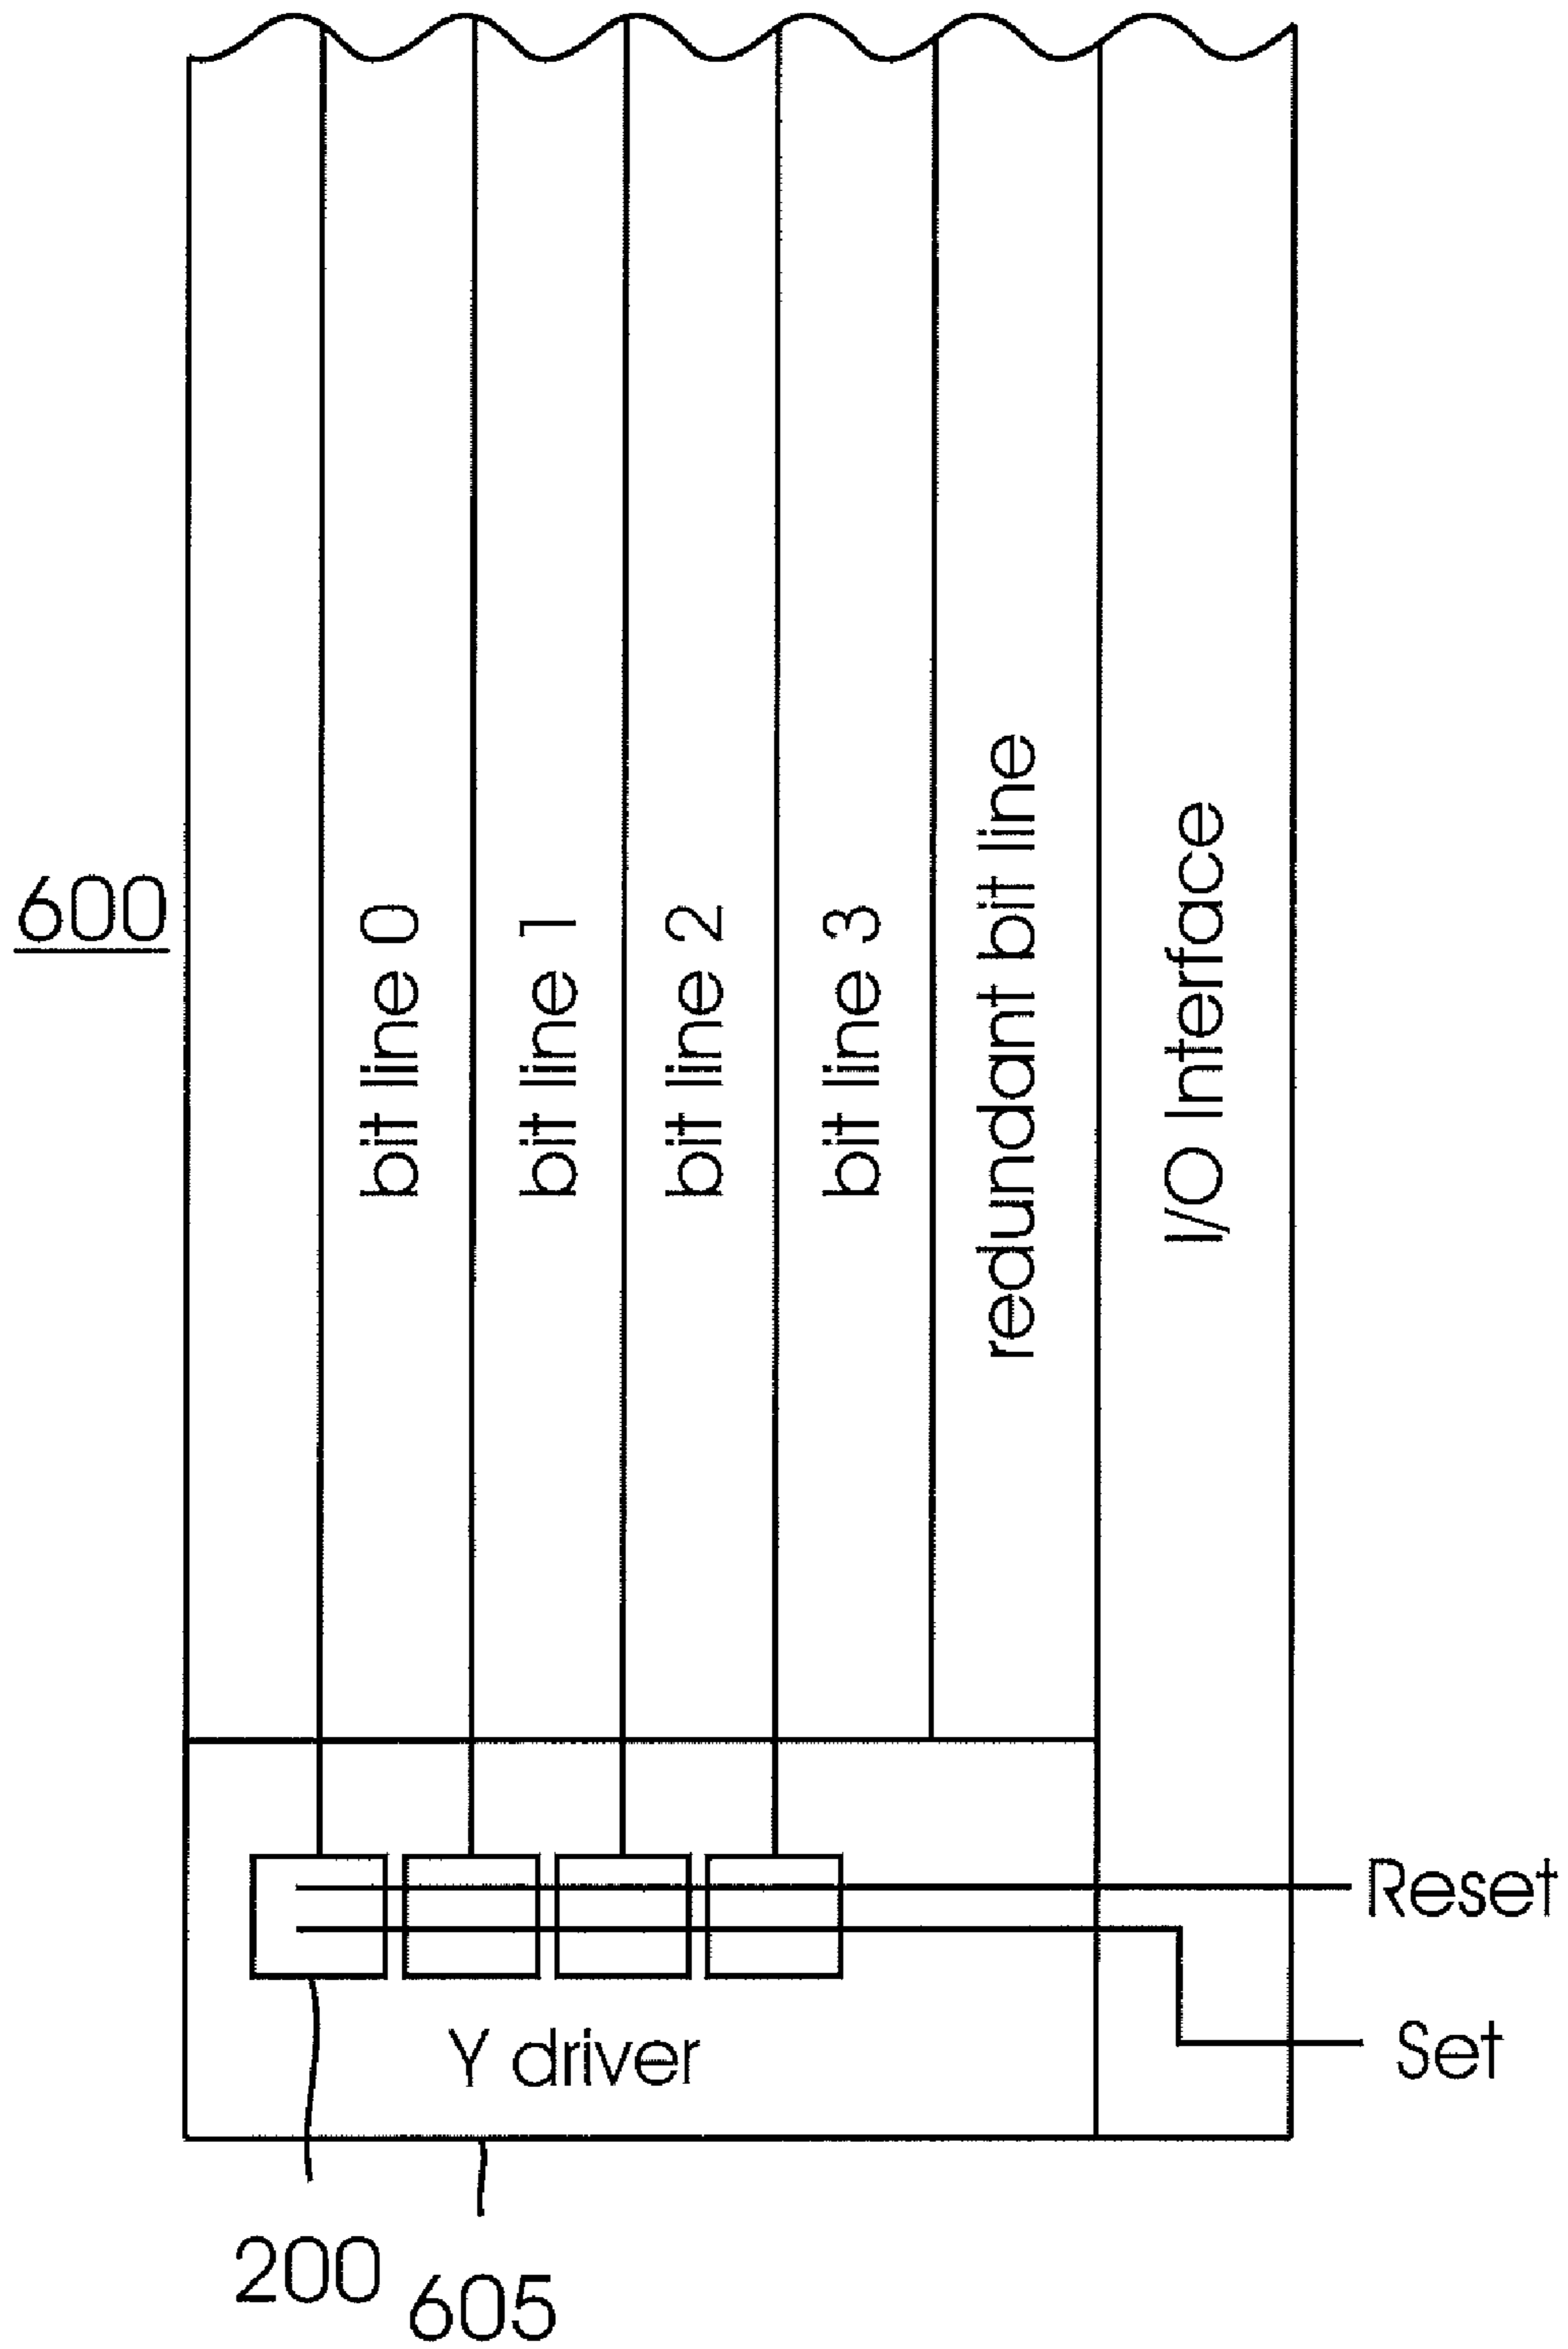 600
bit line 0
bit line 1
bit line 2
bit line 3
redundant bit line
I/O Interface
Reset
Set
Y driver
200
605